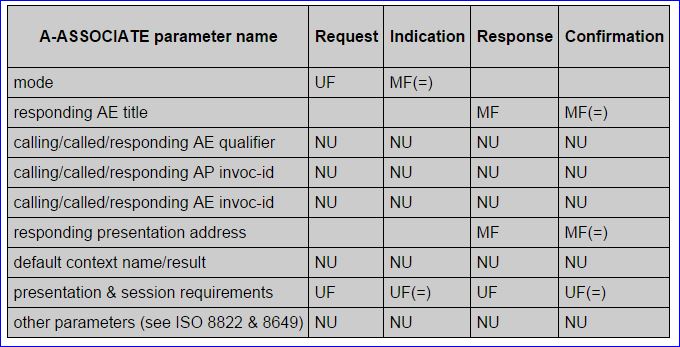 A-ASSOCIATE parameter name Request Indication Response Confirmation
mode UF MF(=)
responding AE title MF MF(=)
calling/called/responding AE qualifier NU NU NU NU
calling/called/responding AP invoc-id NU NU NU NU
calling/called/responding AE invoc-id NU NU NU NU
responding presentation address MF MF(=)
default context name/result NU NU NU NU
presentation & session requirements UF UF(=) UF UF(=)
other parameters (see ISO 8822 & 8649) NU NU NU NU